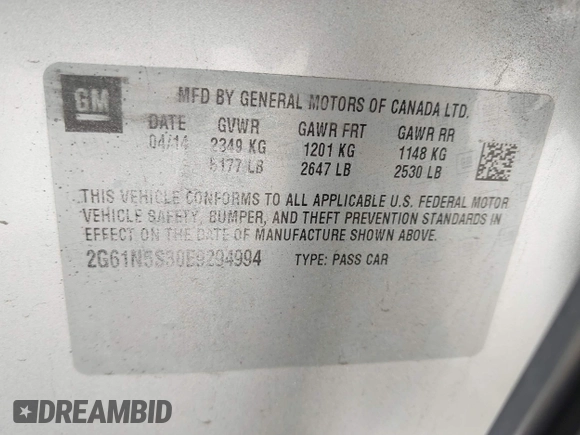 GM
MFD BY GENERAL MOTORS OF CANADA LTD.
DATE GVWR GAWR FRT GAWR RR
04/14 2349 KG 1201 KG 1148 KG
5177 LB 2647 LB 2530 LB
THIS VEHICLE CONFORMS TO ALL APPLICABLE U.S. FEDERAL MOTOR
VEHICLE SAFETY, BUMPER, AND THEFT PREVENTION STANDARDS IN
EFFECT ON THE DATE OF MANUFACTURE SHOWN ABOVE.
2G61N5S30E9294994 TYPE: PASS CAR
DREAMBID